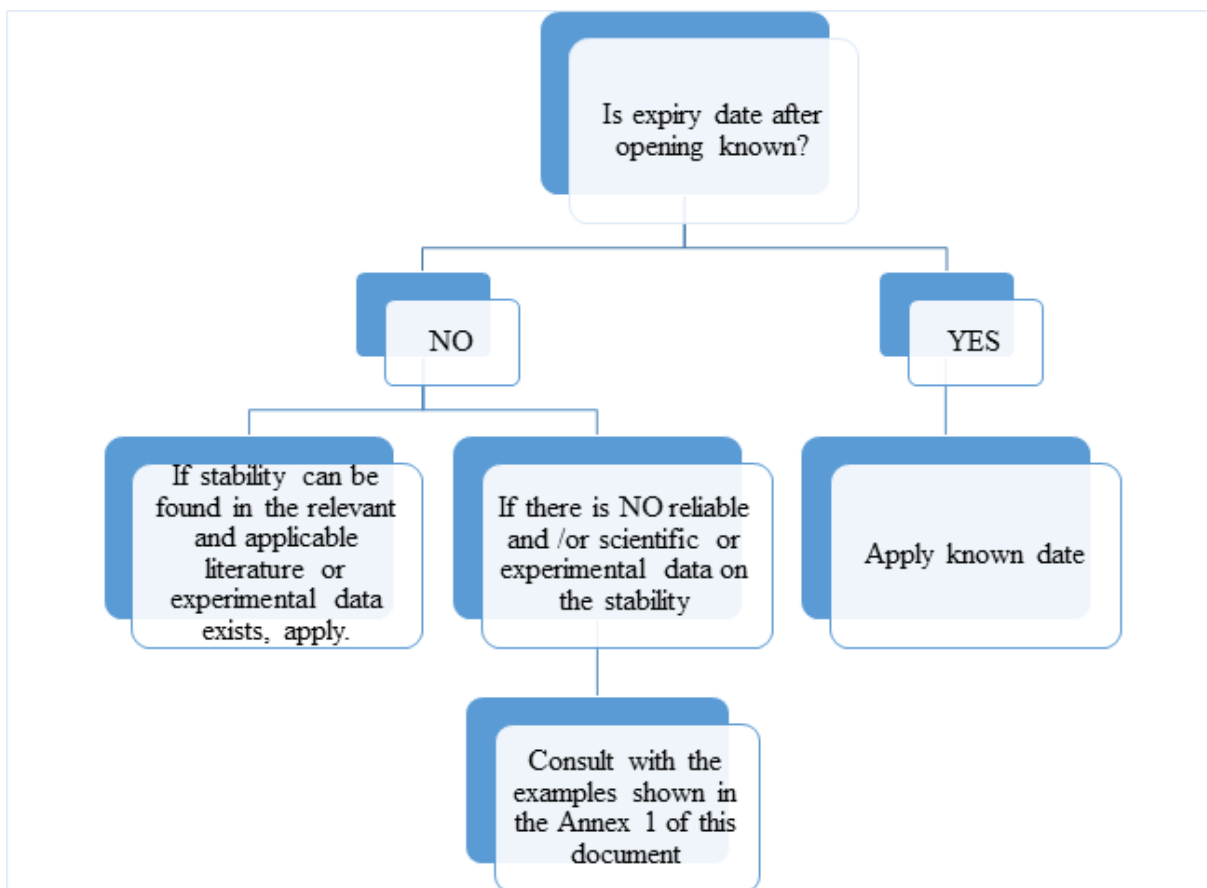 Is expiry date after
opening known?
NO
YES
If stability can be
found in the relevant
and applicable
literature or
experimental data
exists, apply.
If there is NO reliable
and /or scientific or
experimental data on
the stability
Apply known date
Consult with the
examples shown in
the Annex 1 of this
document